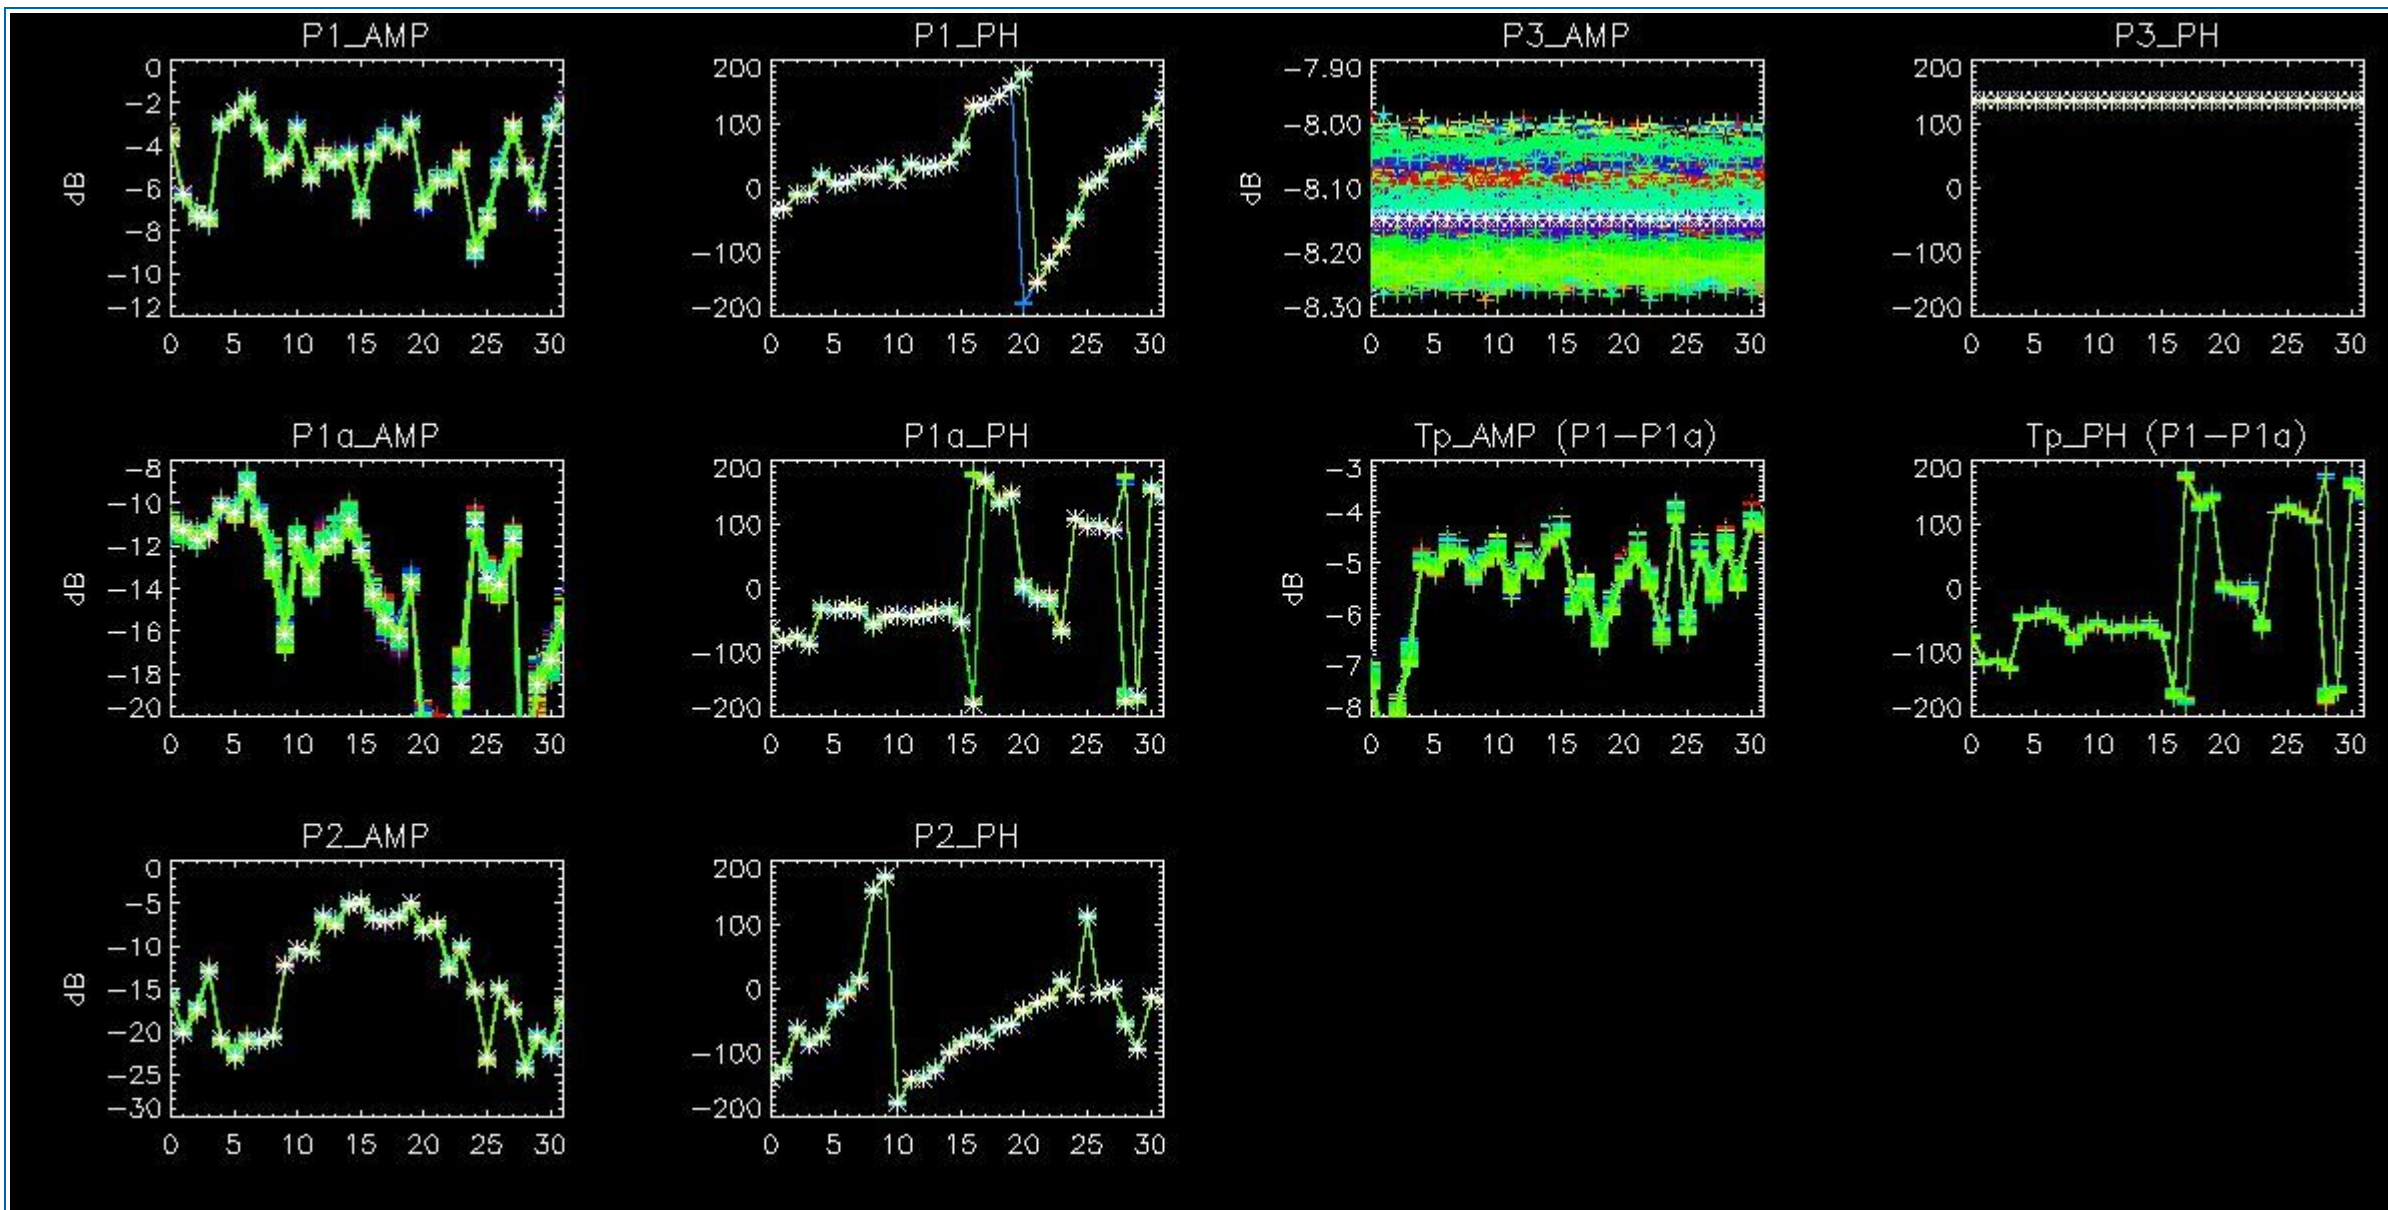 P1_AMP P1_PH P3_AMP P3_PH
0 200 −7.90 200
−2 100 −8.00 100
−4 0 −8.10 0
−6 −100 −8.20 −100
−8 −200 −8.30 −200
−10
−12
dB dB
0 5 10 15 20 25 30 0 5 10 15 20 25 30 0 5 10 15 20 25 30 0 5 10 15 20 25 30
P1a_AMP P1a_PH Tp_AMP (P1−P1a) Tp_PH (P1−P1a)
−8 200 −3 200
−10 100 −4 100
−12 0 −5 0
−14 −100 −6 −100
−16 −200 −7 −200
−18 −8
−20
dB dB
0 5 10 15 20 25 30 0 5 10 15 20 25 30 0 5 10 15 20 25 30 0 5 10 15 20 25 30
P2_AMP P2_PH
0 200
−5 100
−10 0
−15 −100
−20 −200
−25
−30
dB
0 5 10 15 20 25 30 0 5 10 15 20 25 30